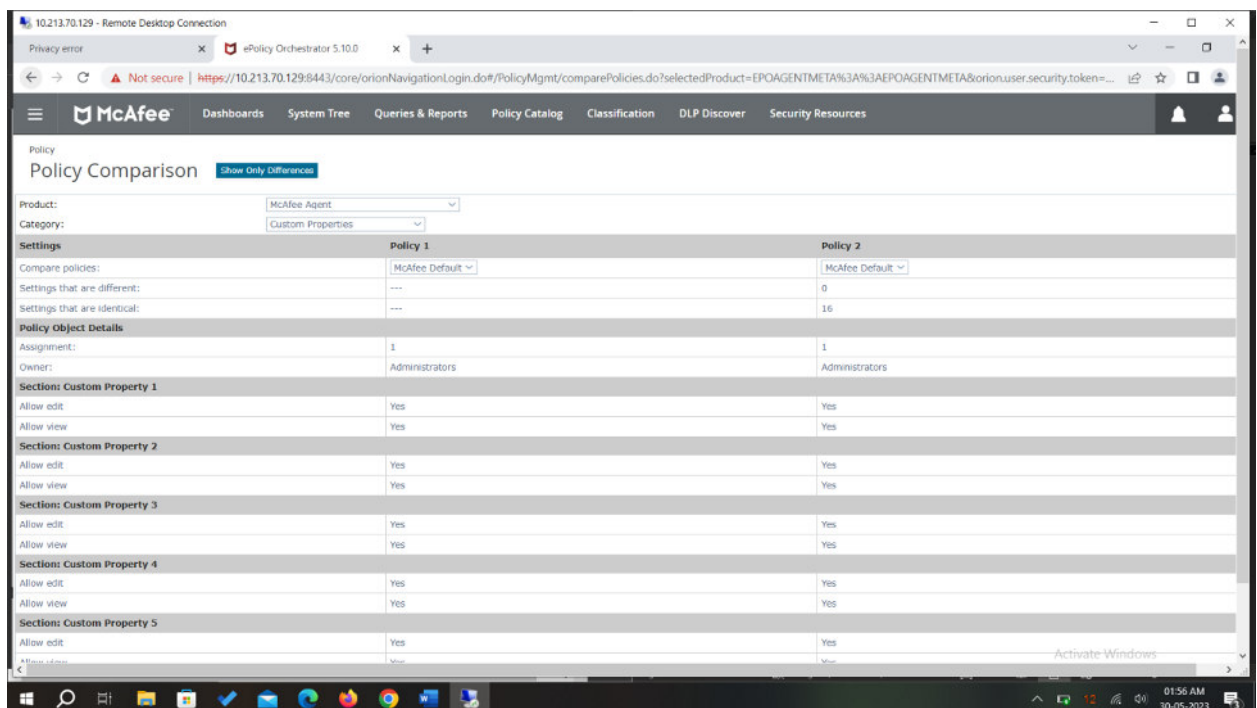 10.213.70.129 - Remote Desktop Connection
Privacy error
ePolicy Orchestrator 5.10.0
Not secure | https://10.213.70.129:8443/core/orionNavigationLogin.do#/PolicyMgmt/comparePolicies.do?selectedProduct=EPOAGENTMETA%3A%3AEPOAGENTMETA&orion.user.security.token=...
McAfee Dashboards System Tree Queries & Reports Policy Catalog Classification DLP Discover Security Resources
Policy
Policy Comparison Show Only Differences
Product: McAfee Agent
Category: Custom Properties
Settings Policy 1 Policy 2
Compare policies: McAfee Default McAfee Default
Settings that are different: --- 0
Settings that are identical: --- 16
Policy Object Details
Assignment: 1 1
Owner: Administrators Administrators
Section: Custom Property 1
Allow edit Yes Yes
Allow view Yes Yes
Section: Custom Property 2
Allow edit Yes Yes
Allow view Yes Yes
Section: Custom Property 3
Allow edit Yes Yes
Allow view Yes Yes
Section: Custom Property 4
Allow edit Yes Yes
Allow view Yes Yes
Section: Custom Property 5
Allow edit Yes Yes
Activate Windows
12
01:56 AM
30-05-2023